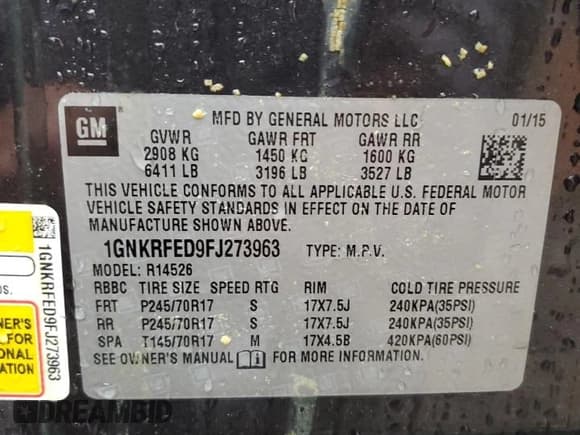 GM
MFD BY GENERAL MOTORS LLC 01/15
GVWR GAWR FRT GAWR RR
2908 KG 1450 KG 1600 KG
6411 LB 3196 LB 3527 LB
THIS VEHICLE CONFORMS TO ALL APPLICABLE U.S. FEDERAL MOTOR
VEHICLE SAFETY STANDARDS IN EFFECT ON THE DATE OF
MANUFACTURE SHOWN ABOVE.
1GNKRFED9FJ273963 TYPE: M.P.V.
MODEL: R14526
RBBC TIRE SIZE SPEED RTG RIM COLD TIRE PRESSURE
FRT P245/70R17 S 17X7.5J 240KPA(35PSI)
RR P245/70R17 S 17X7.5J 240KPA(35PSI)
SPA T145/70R17 M 17X4.5B 420KPA(60PSI)
SEE OWNER'S MANUAL FOR MORE INFORMATION.
1GNKRFED9FJ273963
NER'S
FOR
ONAL
ATION
DREAMBID